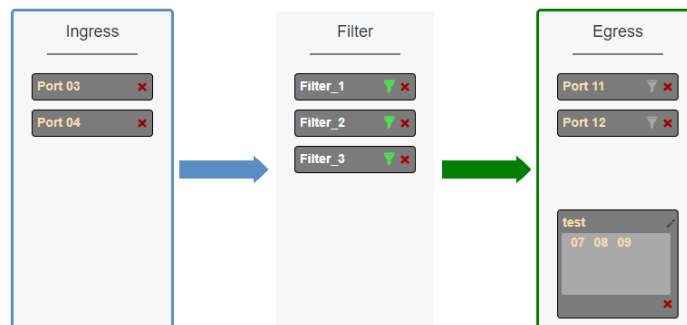 Ingress
Port 03
Port 04
Filter
Filter_1
Filter_2
Filter_3
Egress
Port 11
Port 12
test
07 08 09